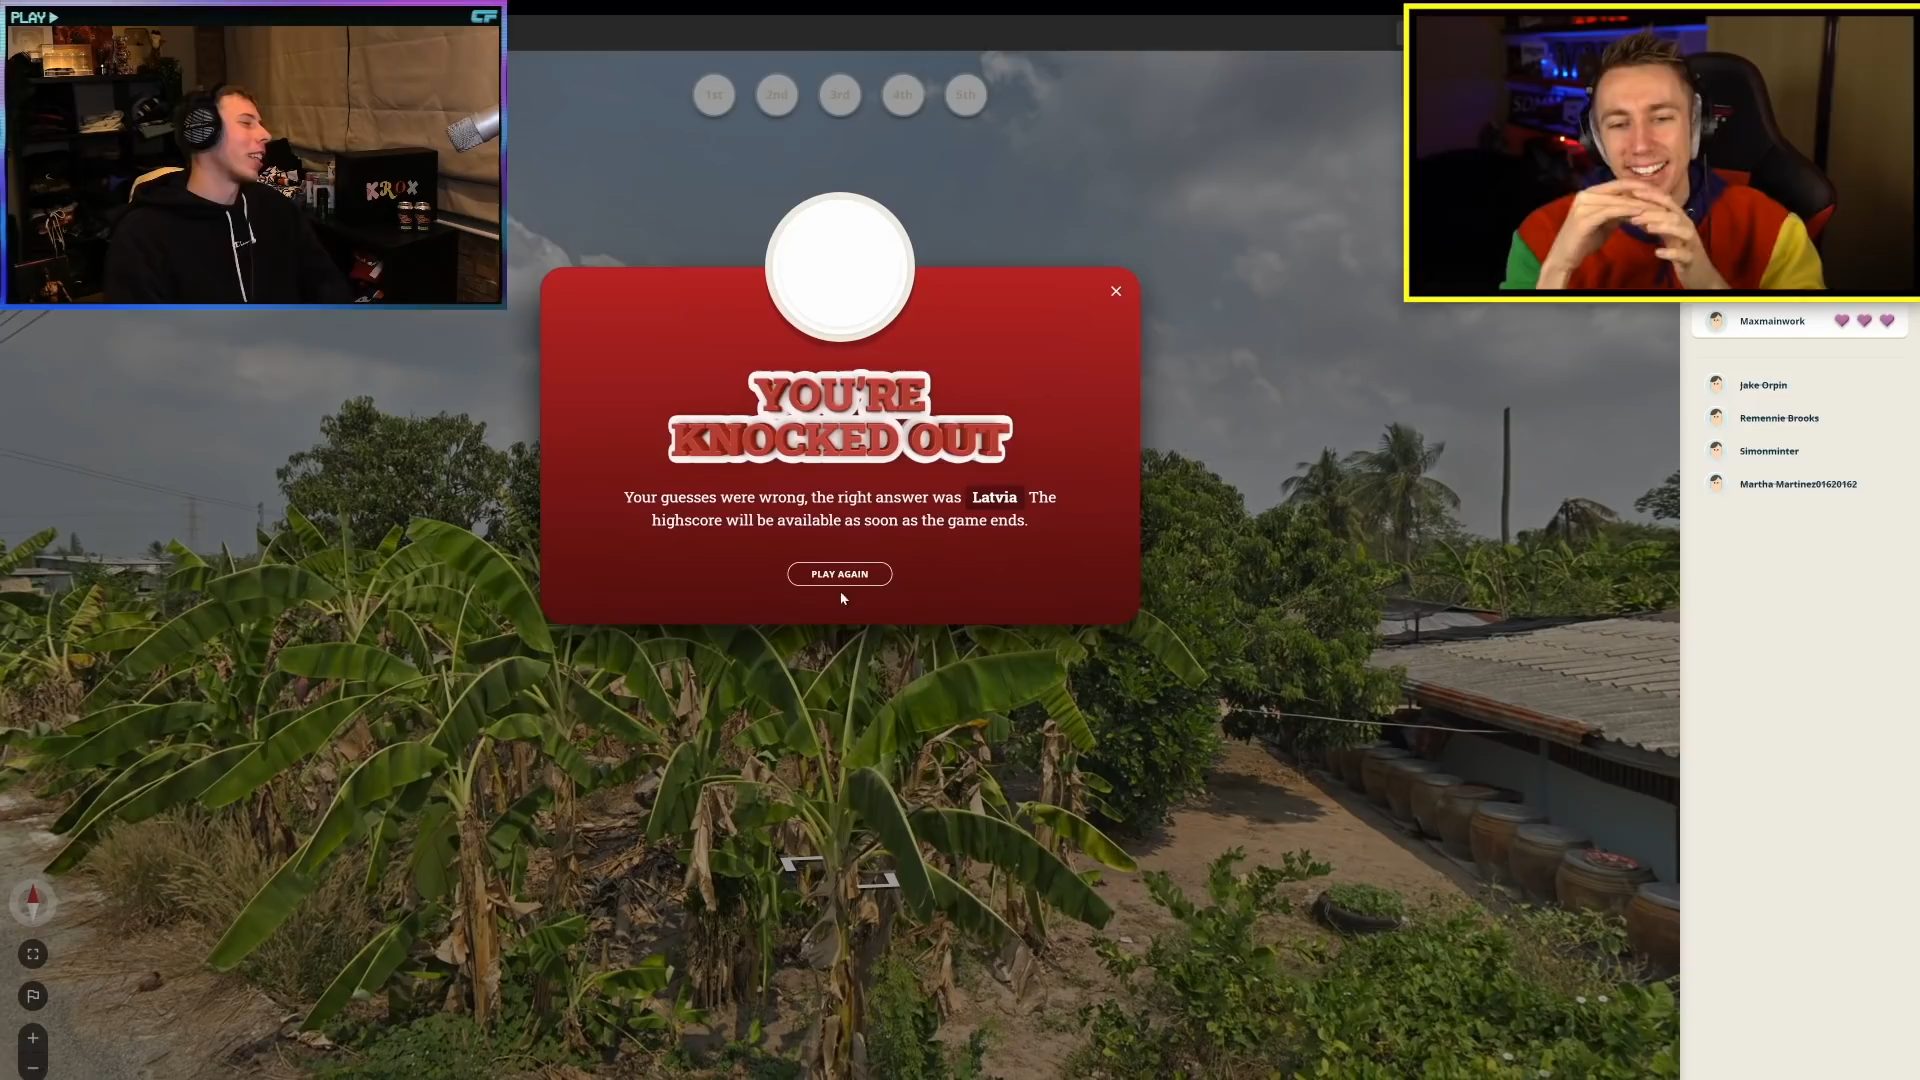 PLAY
CF
1st 2nd 3rd 4th 5th
KROX
SDM
YOU'RE
KNOCKED OUT
Your guesses were wrong, the right answer was Latvia The
highscore will be available as soon as the game ends.
PLAY AGAIN
Maxmainwork
Jake Orpin
Remennie Brooks
Simonminter
Martha Martinez01620162